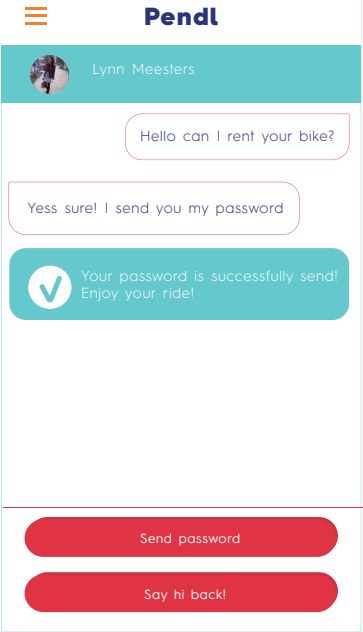 Pendl
Lynn Meesters
Hello can I rent your bike?
Yess sure! I send you my password
Your password is successfully send!
Enjoy your ride!
Send password
Say hi back!